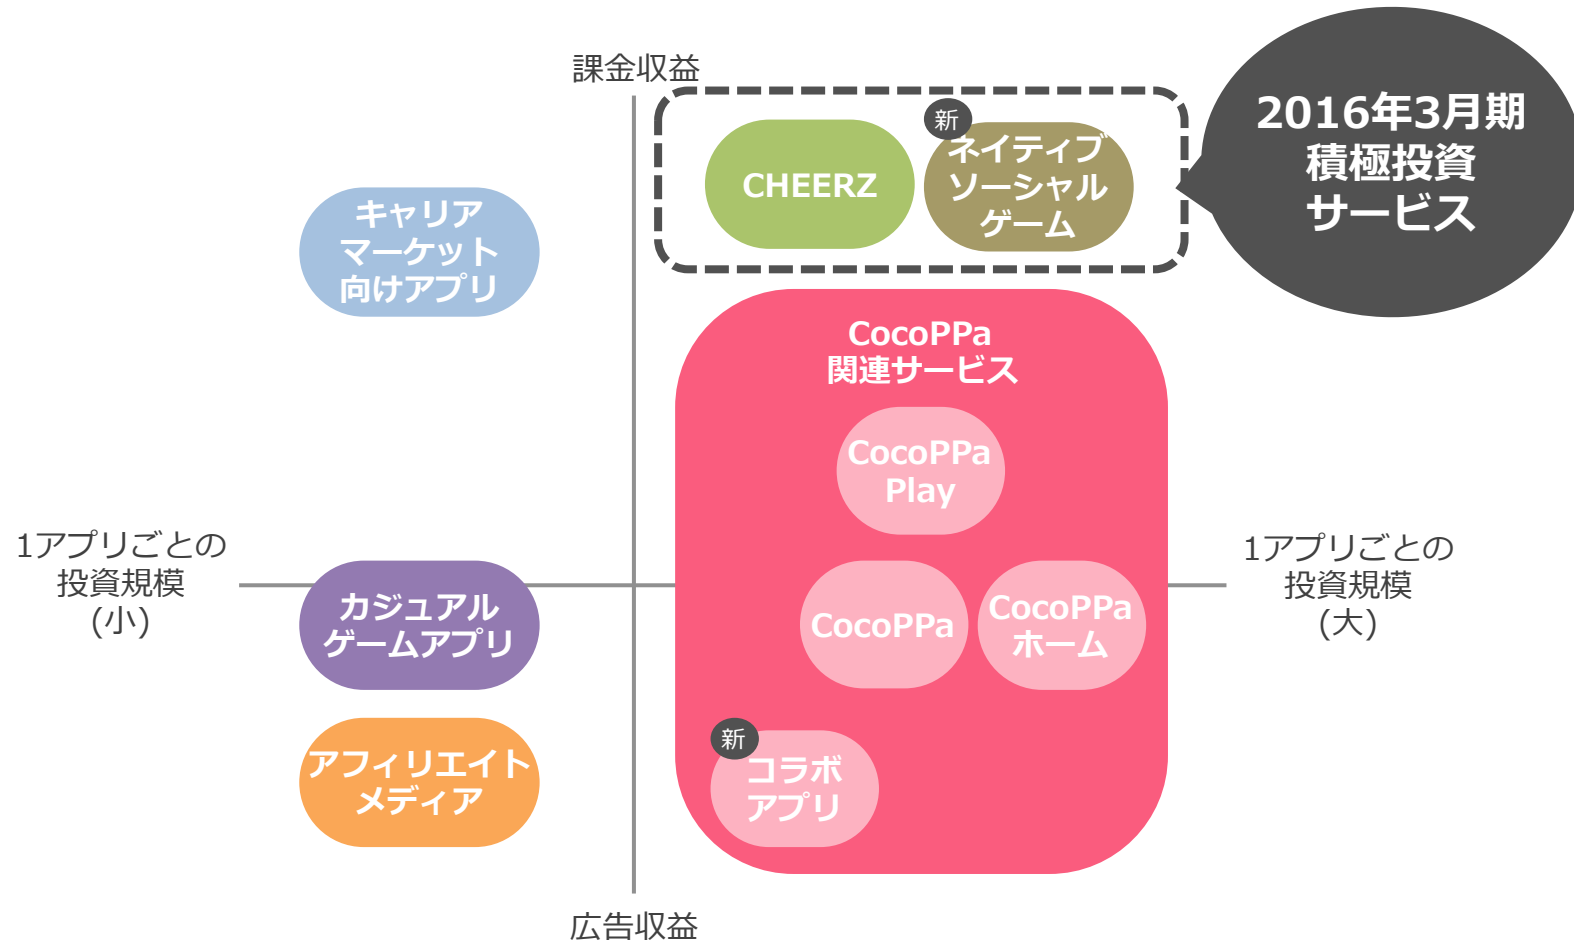 課金収益
2016年3月期
積極投資
サービス
CHEERZ
新
ネイティブ
ソーシャル
ゲーム
キャリア
マーケット
向けアプリ
CocoPPa
関連サービス
CocoPPa
Play
1アプリごとの
投資規模
(小)
1アプリごとの
投資規模
(大)
カジュアル
ゲームアプリ
CocoPPa
CocoPPa
ホーム
アフィリエイト
メディア
新
コラボ
アプリ
広告収益